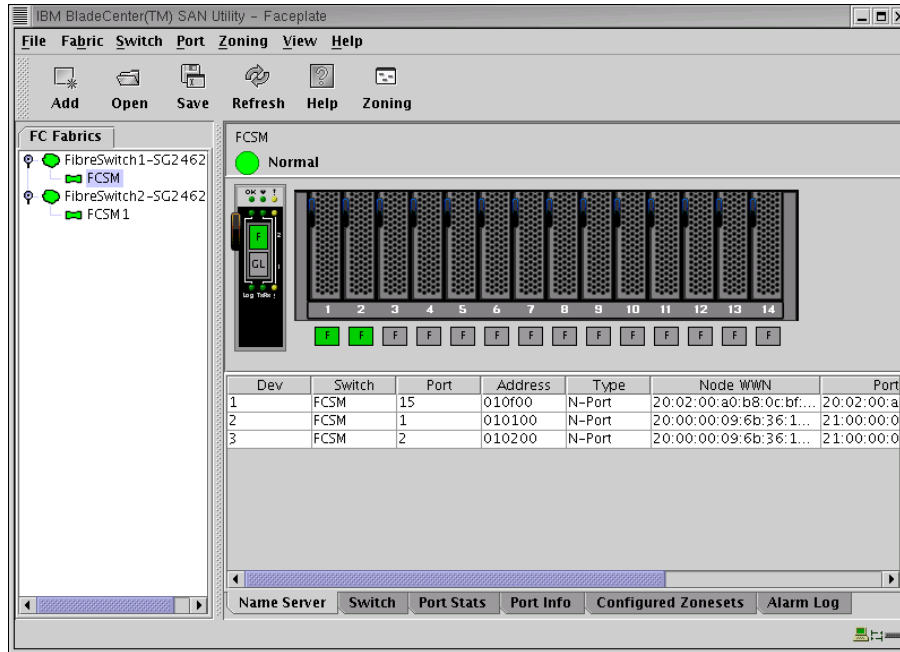 IBM BladeCenter(TM) SAN Utility - Faceplate
File Fabric Switch Port Zoning View Help
Add Open Save Refresh Help Zoning
FC Fabrics
FibreSwitch1-SG2462
FCSM
FibreSwitch2-SG2462
FCSM1
FCSM
Normal
OK !
F 2
GL 1
Log TxRx !
1 2 3 4 5 6 7 8 9 10 11 12 13 14
F F F F F F F F F F F F F F
Dev Switch Port Address Type Node WWN Port
1 FCSM 15 010f00 N-Port 20:02:00:a0:b8:0c:bf:... 20:02:00:a
2 FCSM 1 010100 N-Port 20:00:00:09:6b:36:1... 21:00:00:0
3 FCSM 2 010200 N-Port 20:00:00:09:6b:36:1... 21:00:00:0
Name Server Switch Port Stats Port Info Configured Zonesets Alarm Log